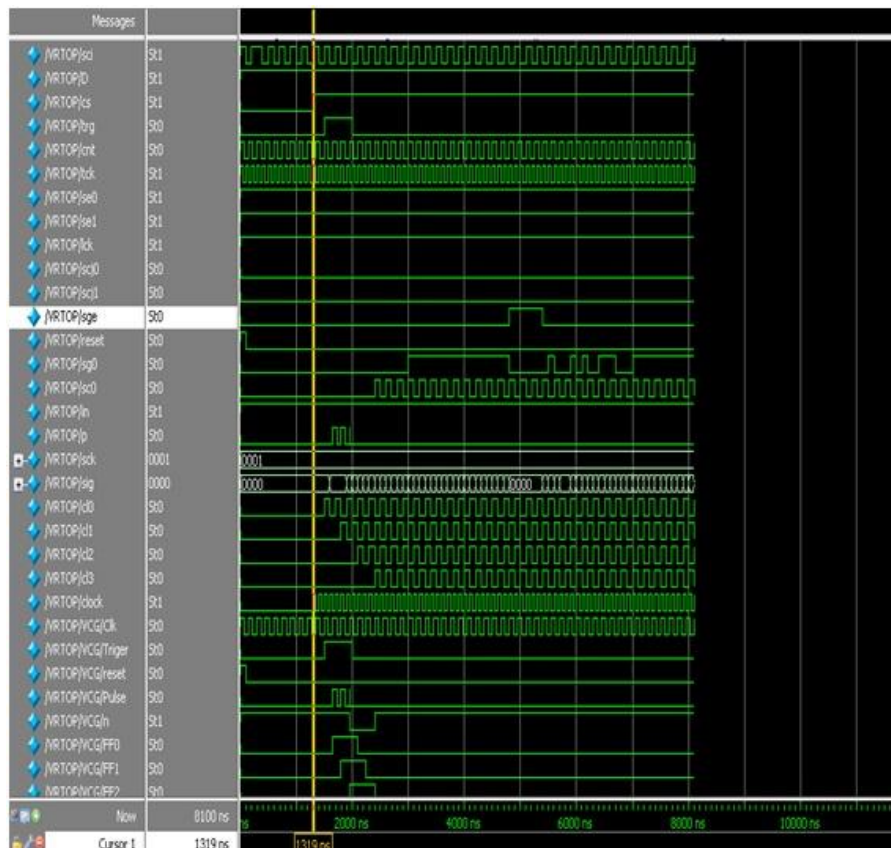 Messages
/VRTOP/sci St1
/VRTOP/D St1
/VRTOP/cs St1
/VRTOP/trg St0
/VRTOP/cnt St0
/VRTOP/tck St1
/VRTOP/se0 St1
/VRTOP/se1 St1
/VRTOP/lck St1
/VRTOP/scj0 St0
/VRTOP/scj1 St0
/VRTOP/sge St0
/VRTOP/reset St0
/VRTOP/sg0 St0
/VRTOP/sc0 St0
/VRTOP/in St1
/VRTOP/p St0
/VRTOP/sck 0001 0001
/VRTOP/sig 0000 0000 0000
/VRTOP/cl0 St0
/VRTOP/cl1 St0
/VRTOP/cl2 St0
/VRTOP/cl3 St0
/VRTOP/clock St1
/VRTOP/VCG/Clk St0
/VRTOP/VCG/Triger St0
/VRTOP/VCG/reset St0
/VRTOP/VCG/Pulse St0
/VRTOP/VCG/n St1
/VRTOP/VCG/FF0 St0
/VRTOP/VCG/FF1 St0
/VRTOP/VCG/FF2 St0
Now 8100 ns ns 2000 ns 4000 ns 6000 ns 8000 ns 10000 ns
Cursor 1 1319 ns 1319 ns